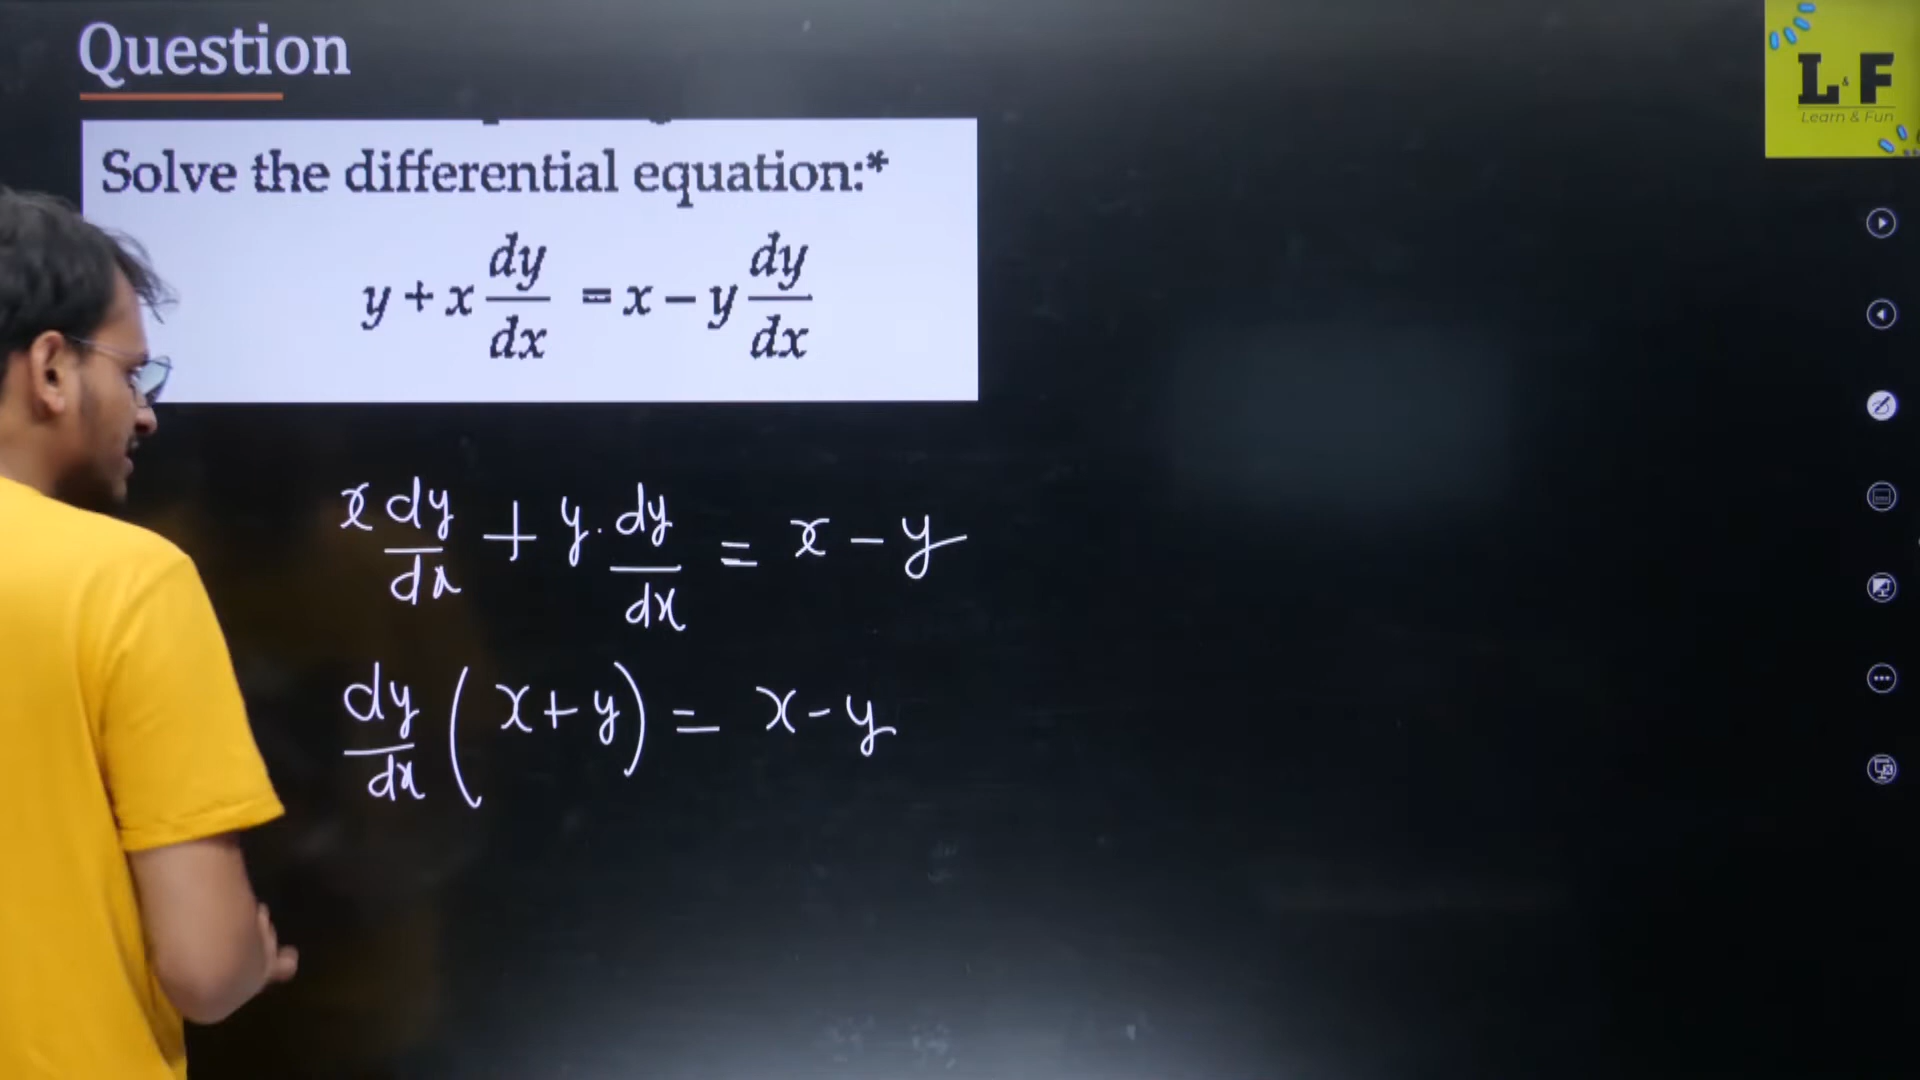 Question
L&F
Learn & Fun
Solve the differential equation:*
y + x dy/dx = x − y dy/dx
x dy/dx + y · dy/dx = x − y
dy/dx (x + y) = x − y